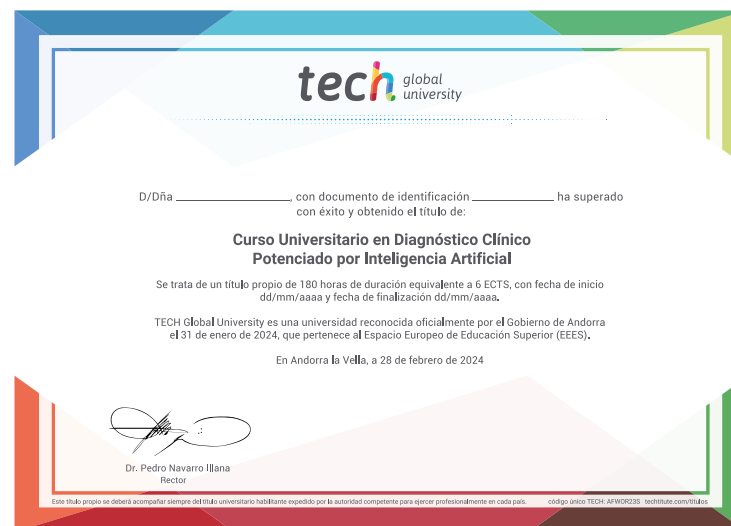 tech global university
D/Dña ____________, con documento de identificación ____________ ha superado
con éxito y obtenido el título de:
Curso Universitario en Diagnóstico Clínico
Potenciado por Inteligencia Artificial
Se trata de un título propio de 180 horas de duración equivalente a 6 ECTS, con fecha de inicio
dd/mm/aaaa y fecha de finalización dd/mm/aaaa.
TECH Global University es una universidad reconocida oficialmente por el Gobierno de Andorra
el 31 de enero de 2024, que pertenece al Espacio Europeo de Educación Superior (EEES).
En Andorra la Vella, a 28 de febrero de 2024
Dr. Pedro Navarro Illana
Rector
Este título propio se deberá acompañar siempre del título universitario habilitante expedido por la autoridad competente para ejercer profesionalmente en cada país. código único TECH: AFWOR23S techtitute.com/titulos